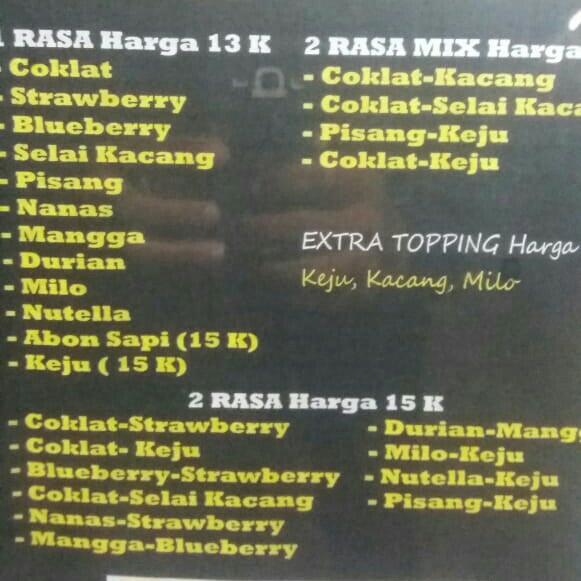 1 RASA Harga 13 K
- Coklat
- Strawberry
- Blueberry
- Selai Kacang
- Pisang
- Nanas
- Mangga
- Durian
- Milo
- Nutella
- Abon Sapi (15 K)
- Keju ( 15 K)
2 RASA MIX Harga
- Coklat-Kacang
- Coklat-Selai Kaca
- Pisang-Keju
- Coklat-Keju
EXTRA TOPPING Harga
Keju, Kacang, Milo
2 RASA Harga 15 K
- Coklat-Strawberry
- Coklat- Keju
- Blueberry-Strawberry
- Coklat-Selai Kacang
- Nanas-Strawberry
- Mangga-Blueberry
- Durian-Mangg
- Milo-Keju
- Nutella-Keju
- Pisang-Keju